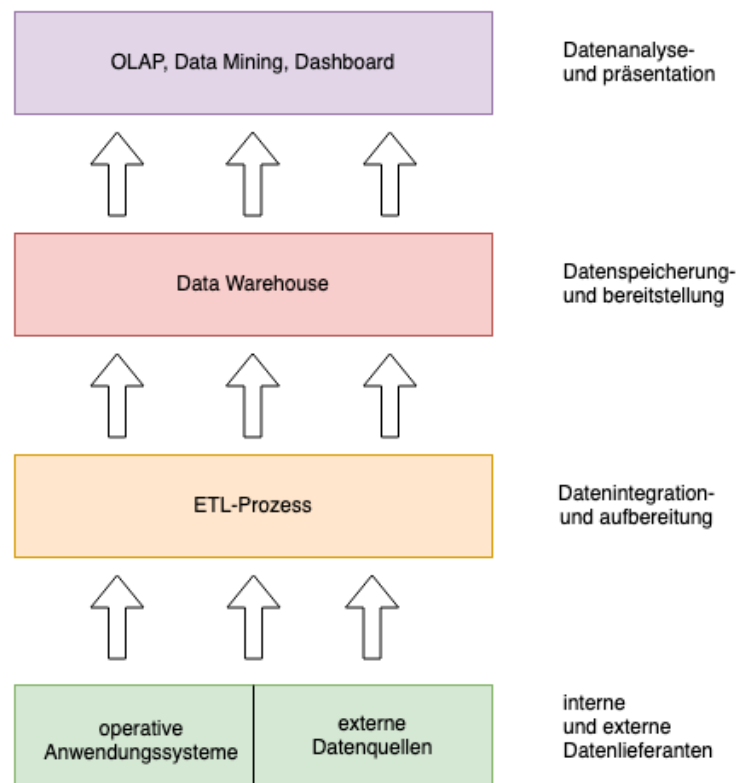 OLAP, Data Mining, Dashboard
Datenanalyse-
und präsentation
Data Warehouse
Datenspeicherung-
und bereitstellung
ETL-Prozess
Datenintegration-
und aufbereitung
operative
Anwendungssysteme
externe
Datenquellen
interne
und externe
Datenlieferanten